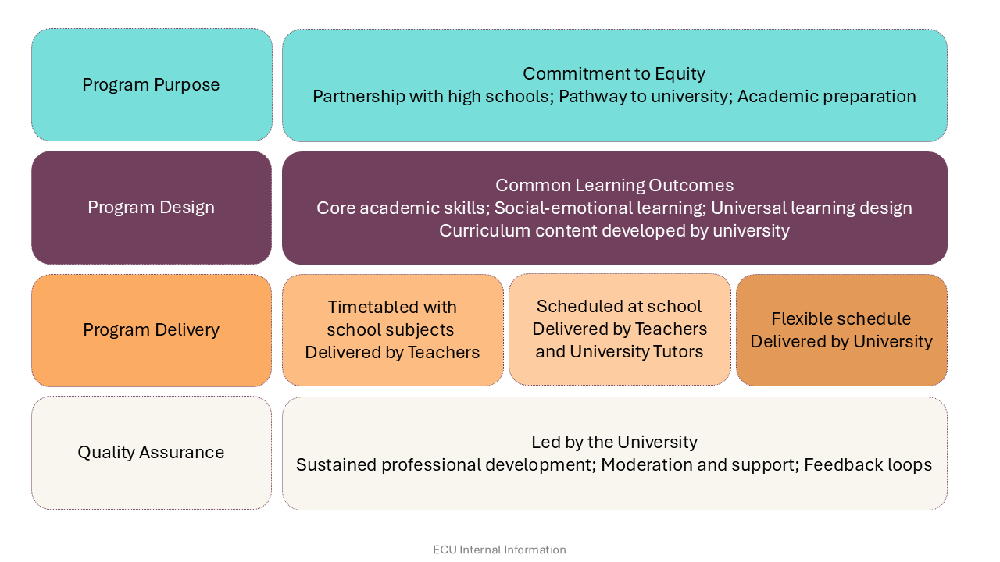 Program Purpose
Commitment to Equity
Partnership with high schools; Pathway to university; Academic preparation
Program Design
Common Learning Outcomes
Core academic skills; Social-emotional learning; Universal learning design
Curriculum content developed by university
Program Delivery
Timetabled with
school subjects
Delivered by Teachers
Scheduled at school
Delivered by Teachers
and University Tutors
Flexible schedule
Delivered by University
Quality Assurance
Led by the University
Sustained professional development; Moderation and support; Feedback loops
ECU Internal Information